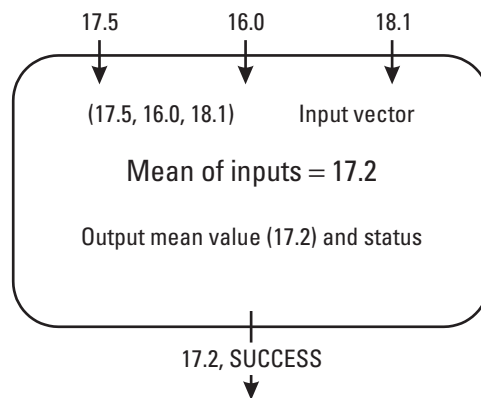 17.5 16.0 18.1
(17.5, 16.0, 18.1) Input vector
Mean of inputs = 17.2
Output mean value (17.2) and status
17.2, SUCCESS